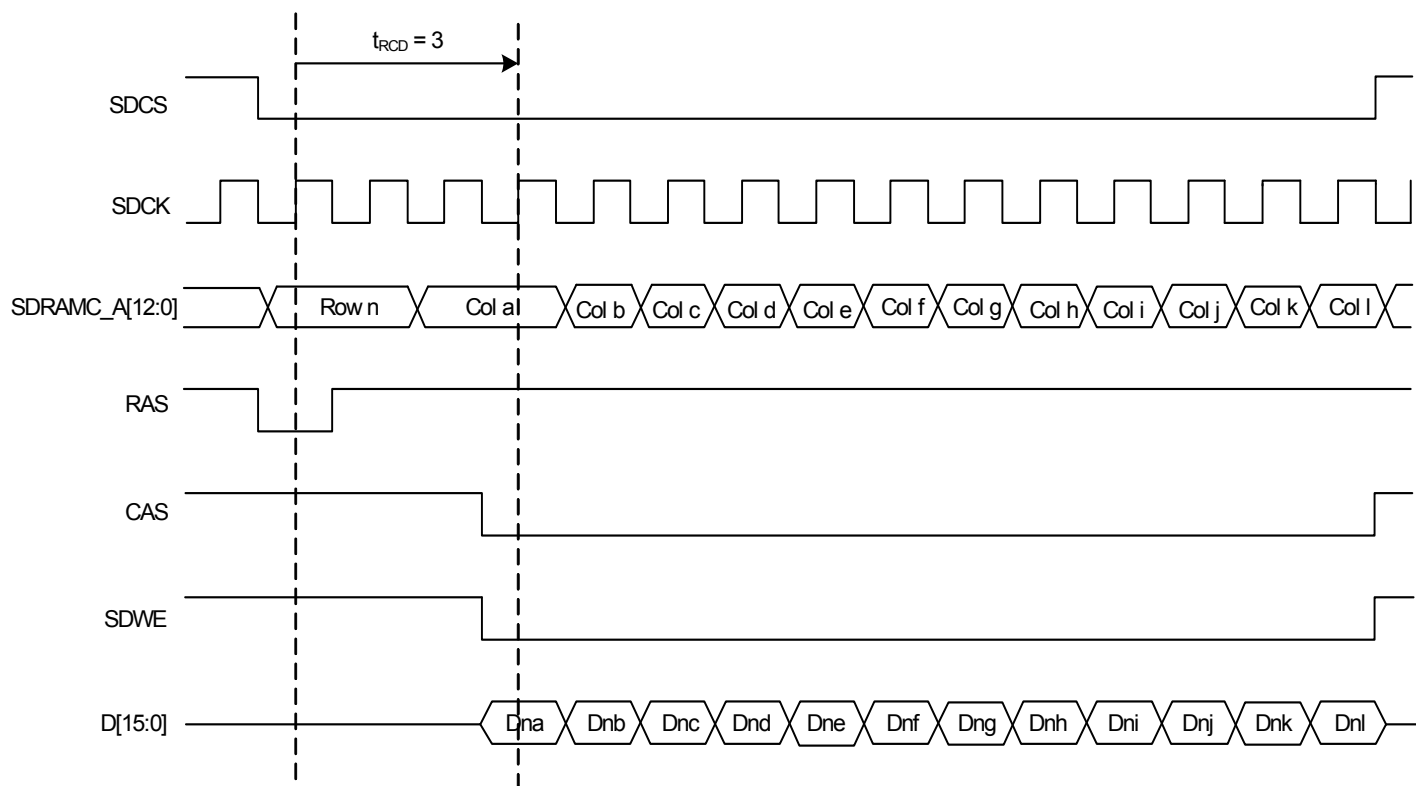 tRCD = 3
SDCS
SDCK
SDRAMC_A[12:0] Row n Col a Col b Col c Col d Col e Col f Col g Col h Col i Col j Col k Col l
RAS
CAS
SDWE
D[15:0] Dna Dnb Dnc Dnd Dne Dnf Dng Dnh Dni Dnj Dnk Dnl